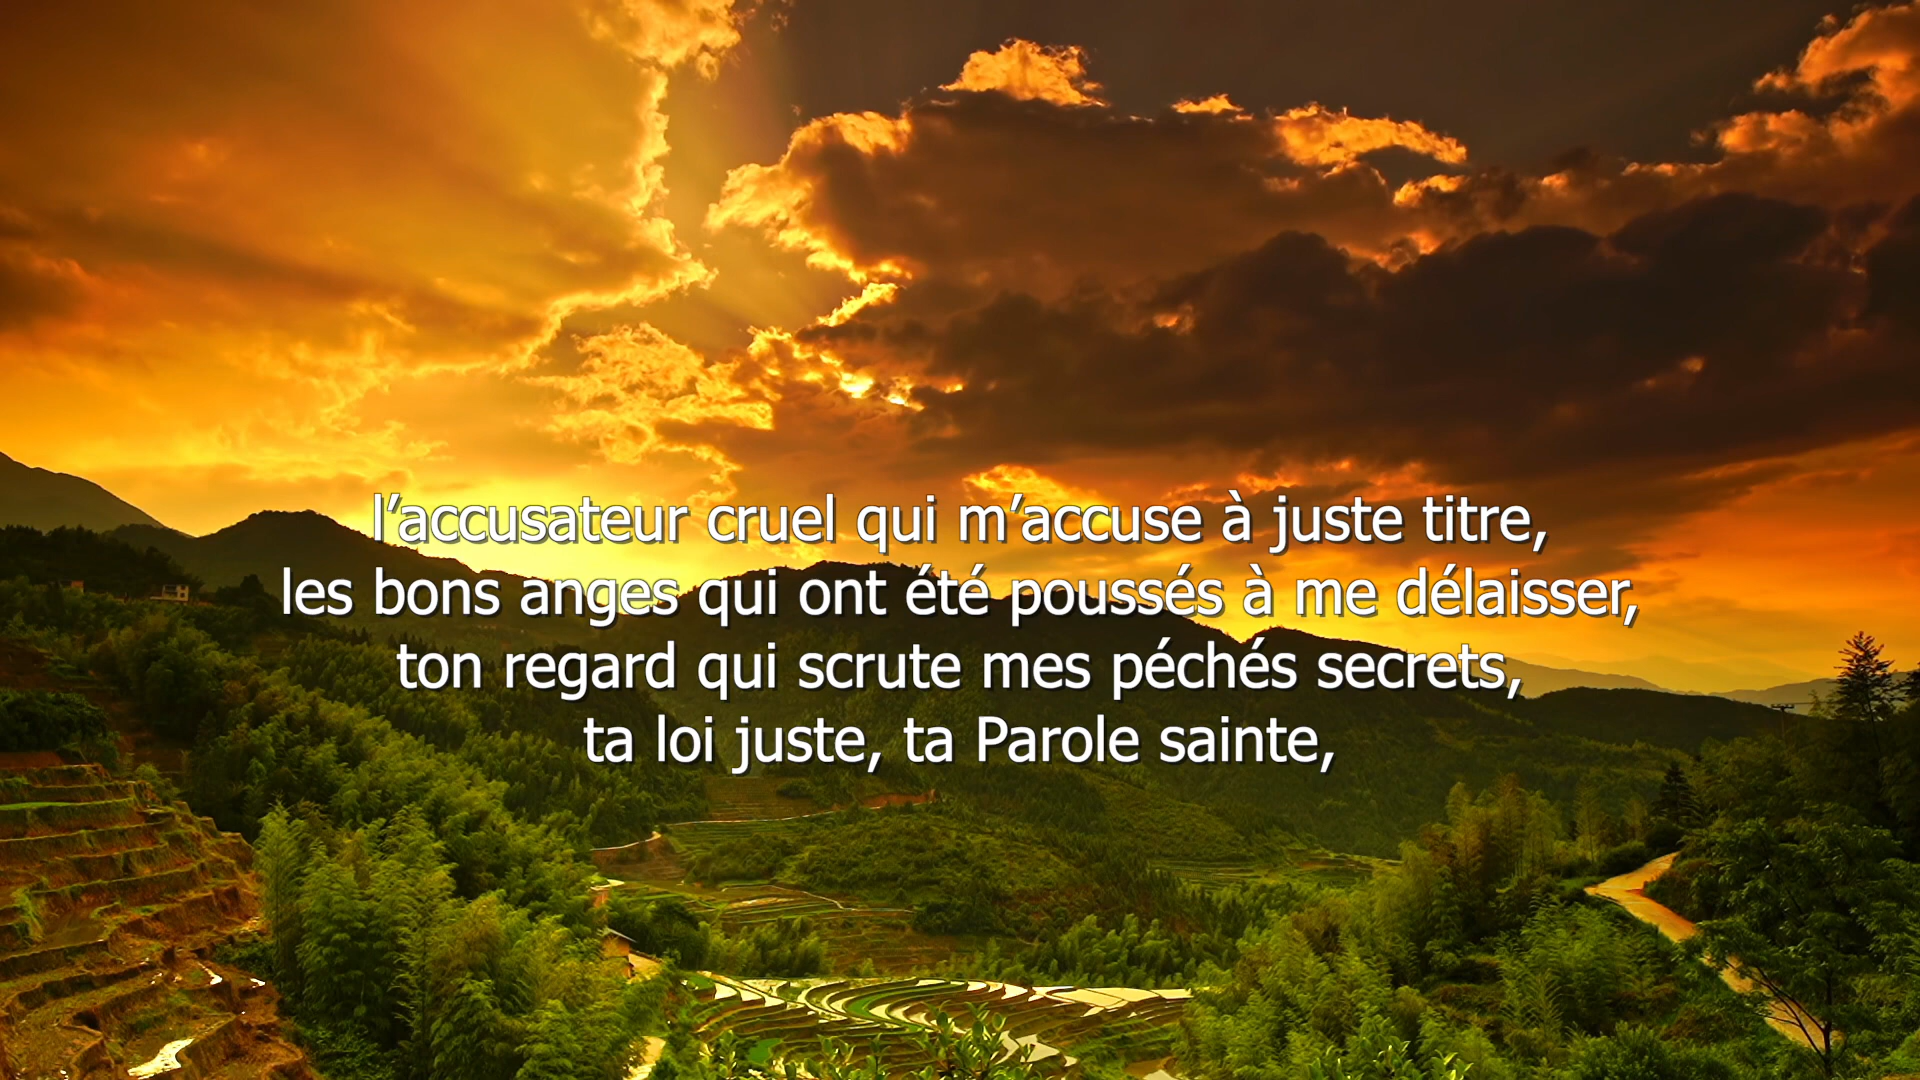 l’accusateur cruel qui m’accuse à juste titre,
les bons anges qui ont été poussés à me délaisser,
ton regard qui scrute mes péchés secrets,
ta loi juste, ta Parole sainte,